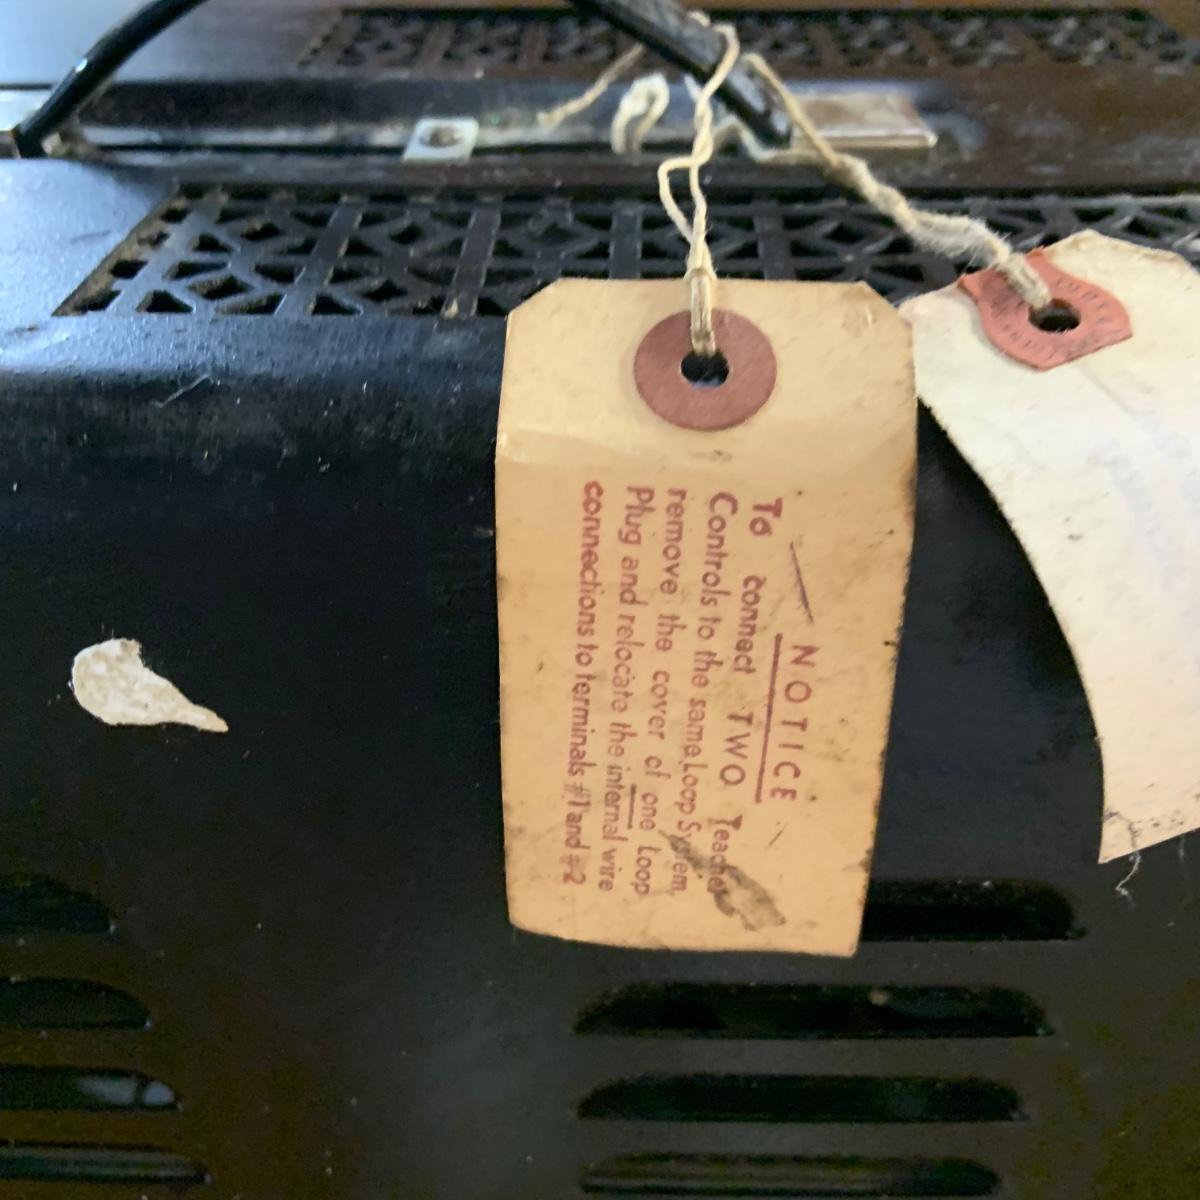 NOTICE
To connect TWO Teacher
Controls to the same Loop System,
remove the cover of one Loop
Plug and relocate the internal wire
connections to terminals #1 and #2